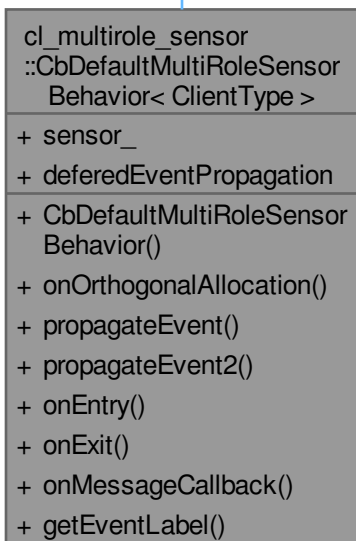 cl_multirole_sensor
::CbDefaultMultiRoleSensor
Behavior< ClientType >
+ sensor_
+ deferedEventPropagation
+ CbDefaultMultiRoleSensor
Behavior()
+ onOrthogonalAllocation()
+ propagateEvent()
+ propagateEvent2()
+ onEntry()
+ onExit()
+ onMessageCallback()
+ getEventLabel()